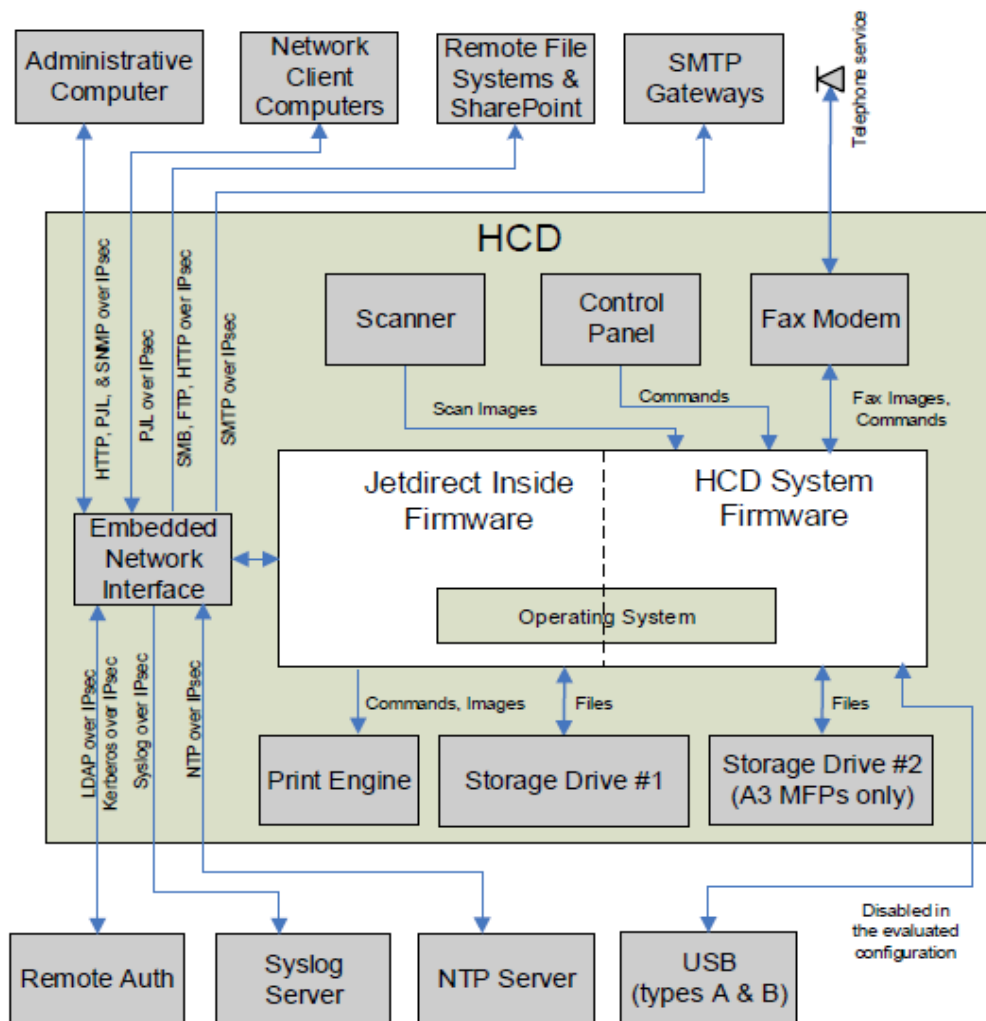 Administrative
Computer
Network
Client
Computers
Remote File
Systems &
SharePoint
SMTP
Gateways
Telephone service
HCD
HTTP, PJL, & SNMP over IPsec
PJL over IPsec
SMB, FTP, HTTP over IPsec
SMTP over IPsec
Scanner
Control
Panel
Fax Modem
Scan Images
Commands
Fax Images,
Commands
Jetdirect Inside
Firmware
HCD System
Firmware
Embedded
Network
Interface
Operating System
LDAP over IPsec
Kerberos over IPsec
Syslog over IPsec
NTP over IPsec
Commands, Images
Files
Files
Print Engine
Storage Drive #1
Storage Drive #2
(A3 MFPs only)
Disabled in
the evaluated
configuration
Remote Auth
Syslog
Server
NTP Server
USB
(types A & B)